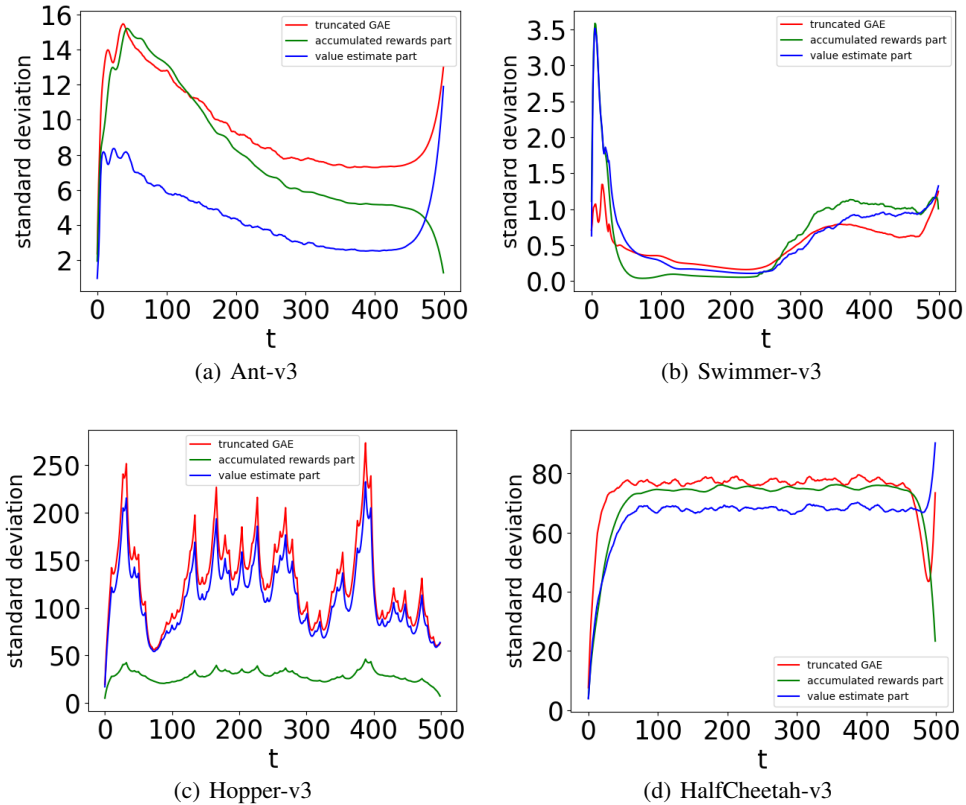 truncated GAE
accumulated rewards part
value estimate part
standard deviation
16
14
12
10
8
6
4
2
0 100 200 300 400 500
t
(a) Ant-v3
truncated GAE
accumulated rewards part
value estimate part
standard deviation
3.5
3.0
2.5
2.0
1.5
1.0
0.5
0.0
0 100 200 300 400 500
t
(b) Swimmer-v3
truncated GAE
accumulated rewards part
value estimate part
standard deviation
250
200
150
100
50
0
0 100 200 300 400 500
t
(c) Hopper-v3
standard deviation
80
60
40
20
0
truncated GAE
accumulated rewards part
value estimate part
0 100 200 300 400 500
t
(d) HalfCheetah-v3